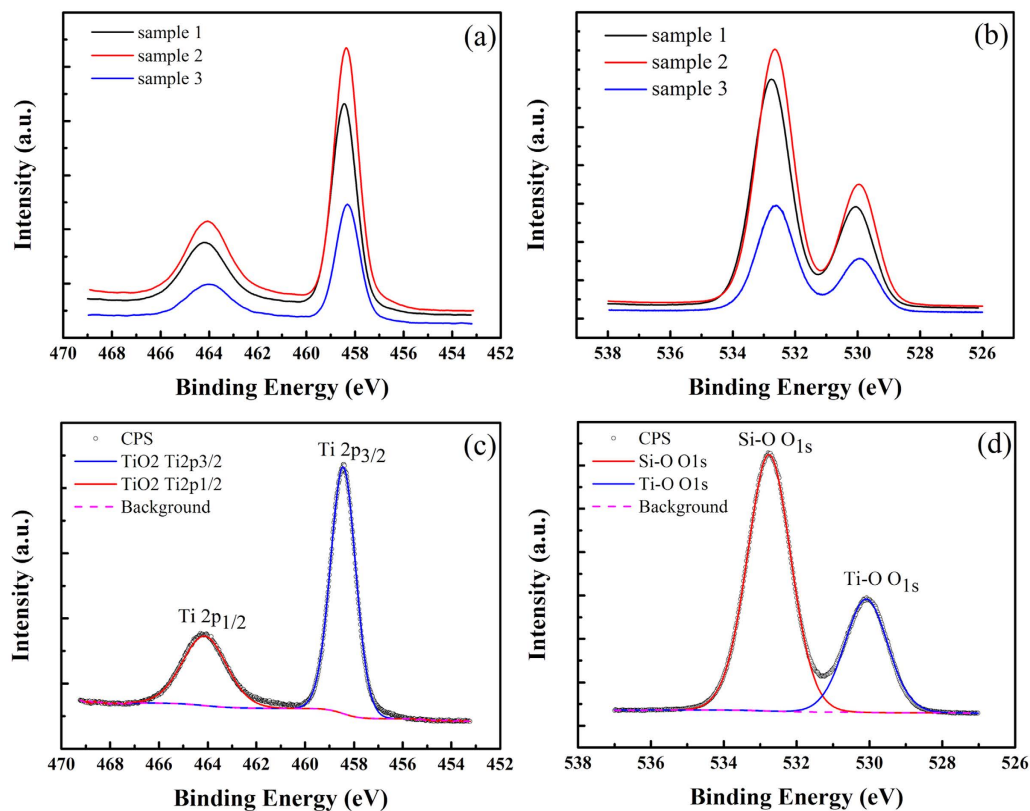 (a)
sample 1
sample 2
sample 3
Intensity (a.u.)
470 468 466 464 462 460 458 456 454 452
Binding Energy (eV)
(b)
sample 1
sample 2
sample 3
Intensity (a.u.)
538 536 534 532 530 528 526
Binding Energy (eV)
(c)
CPS
TiO2 Ti2p3/2
TiO2 Ti2p1/2
Background
Ti 2p3/2
Ti 2p1/2
Intensity (a.u.)
470 468 466 464 462 460 458 456 454 452
Binding Energy (eV)
(d)
CPS
Si-O O1s
Ti-O O1s
Background
Si-O O1s
Ti-O O1s
Intensity (a.u.)
538 536 534 532 530 528 526
Binding Energy (eV)